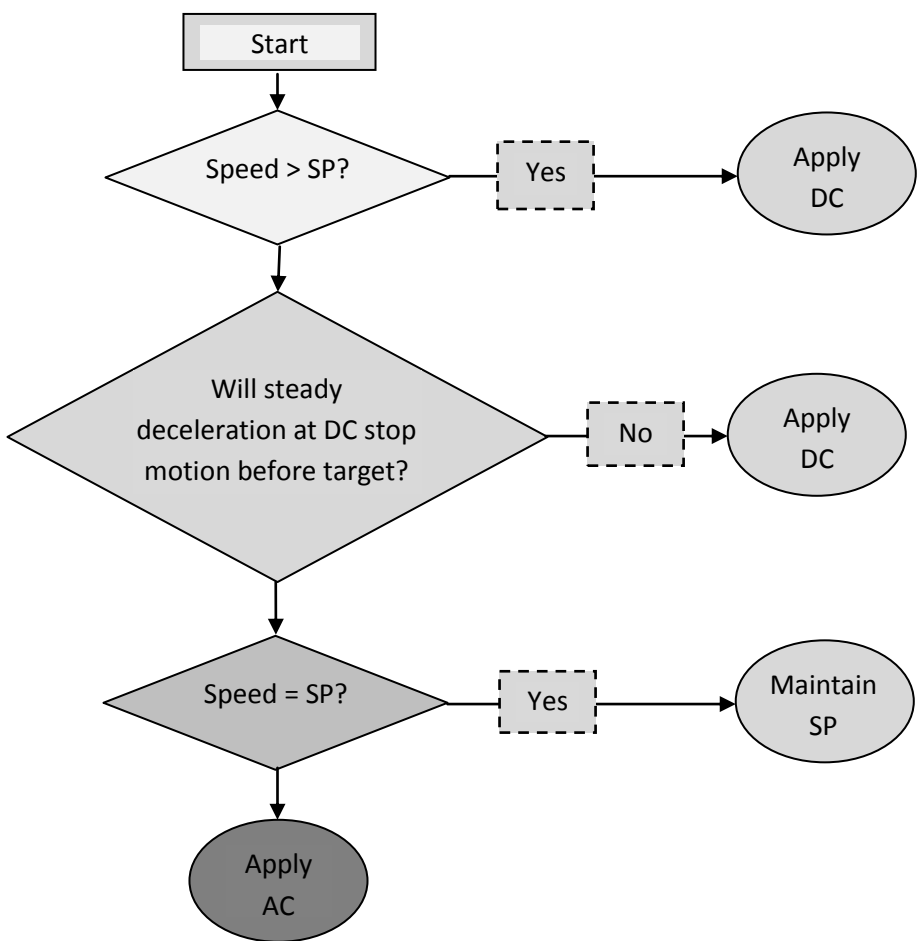 Start
Speed > SP?
Yes
Apply
DC
Will steady
deceleration at DC stop
motion before target?
No
Apply
DC
Speed = SP?
Yes
Maintain
SP
Apply
AC